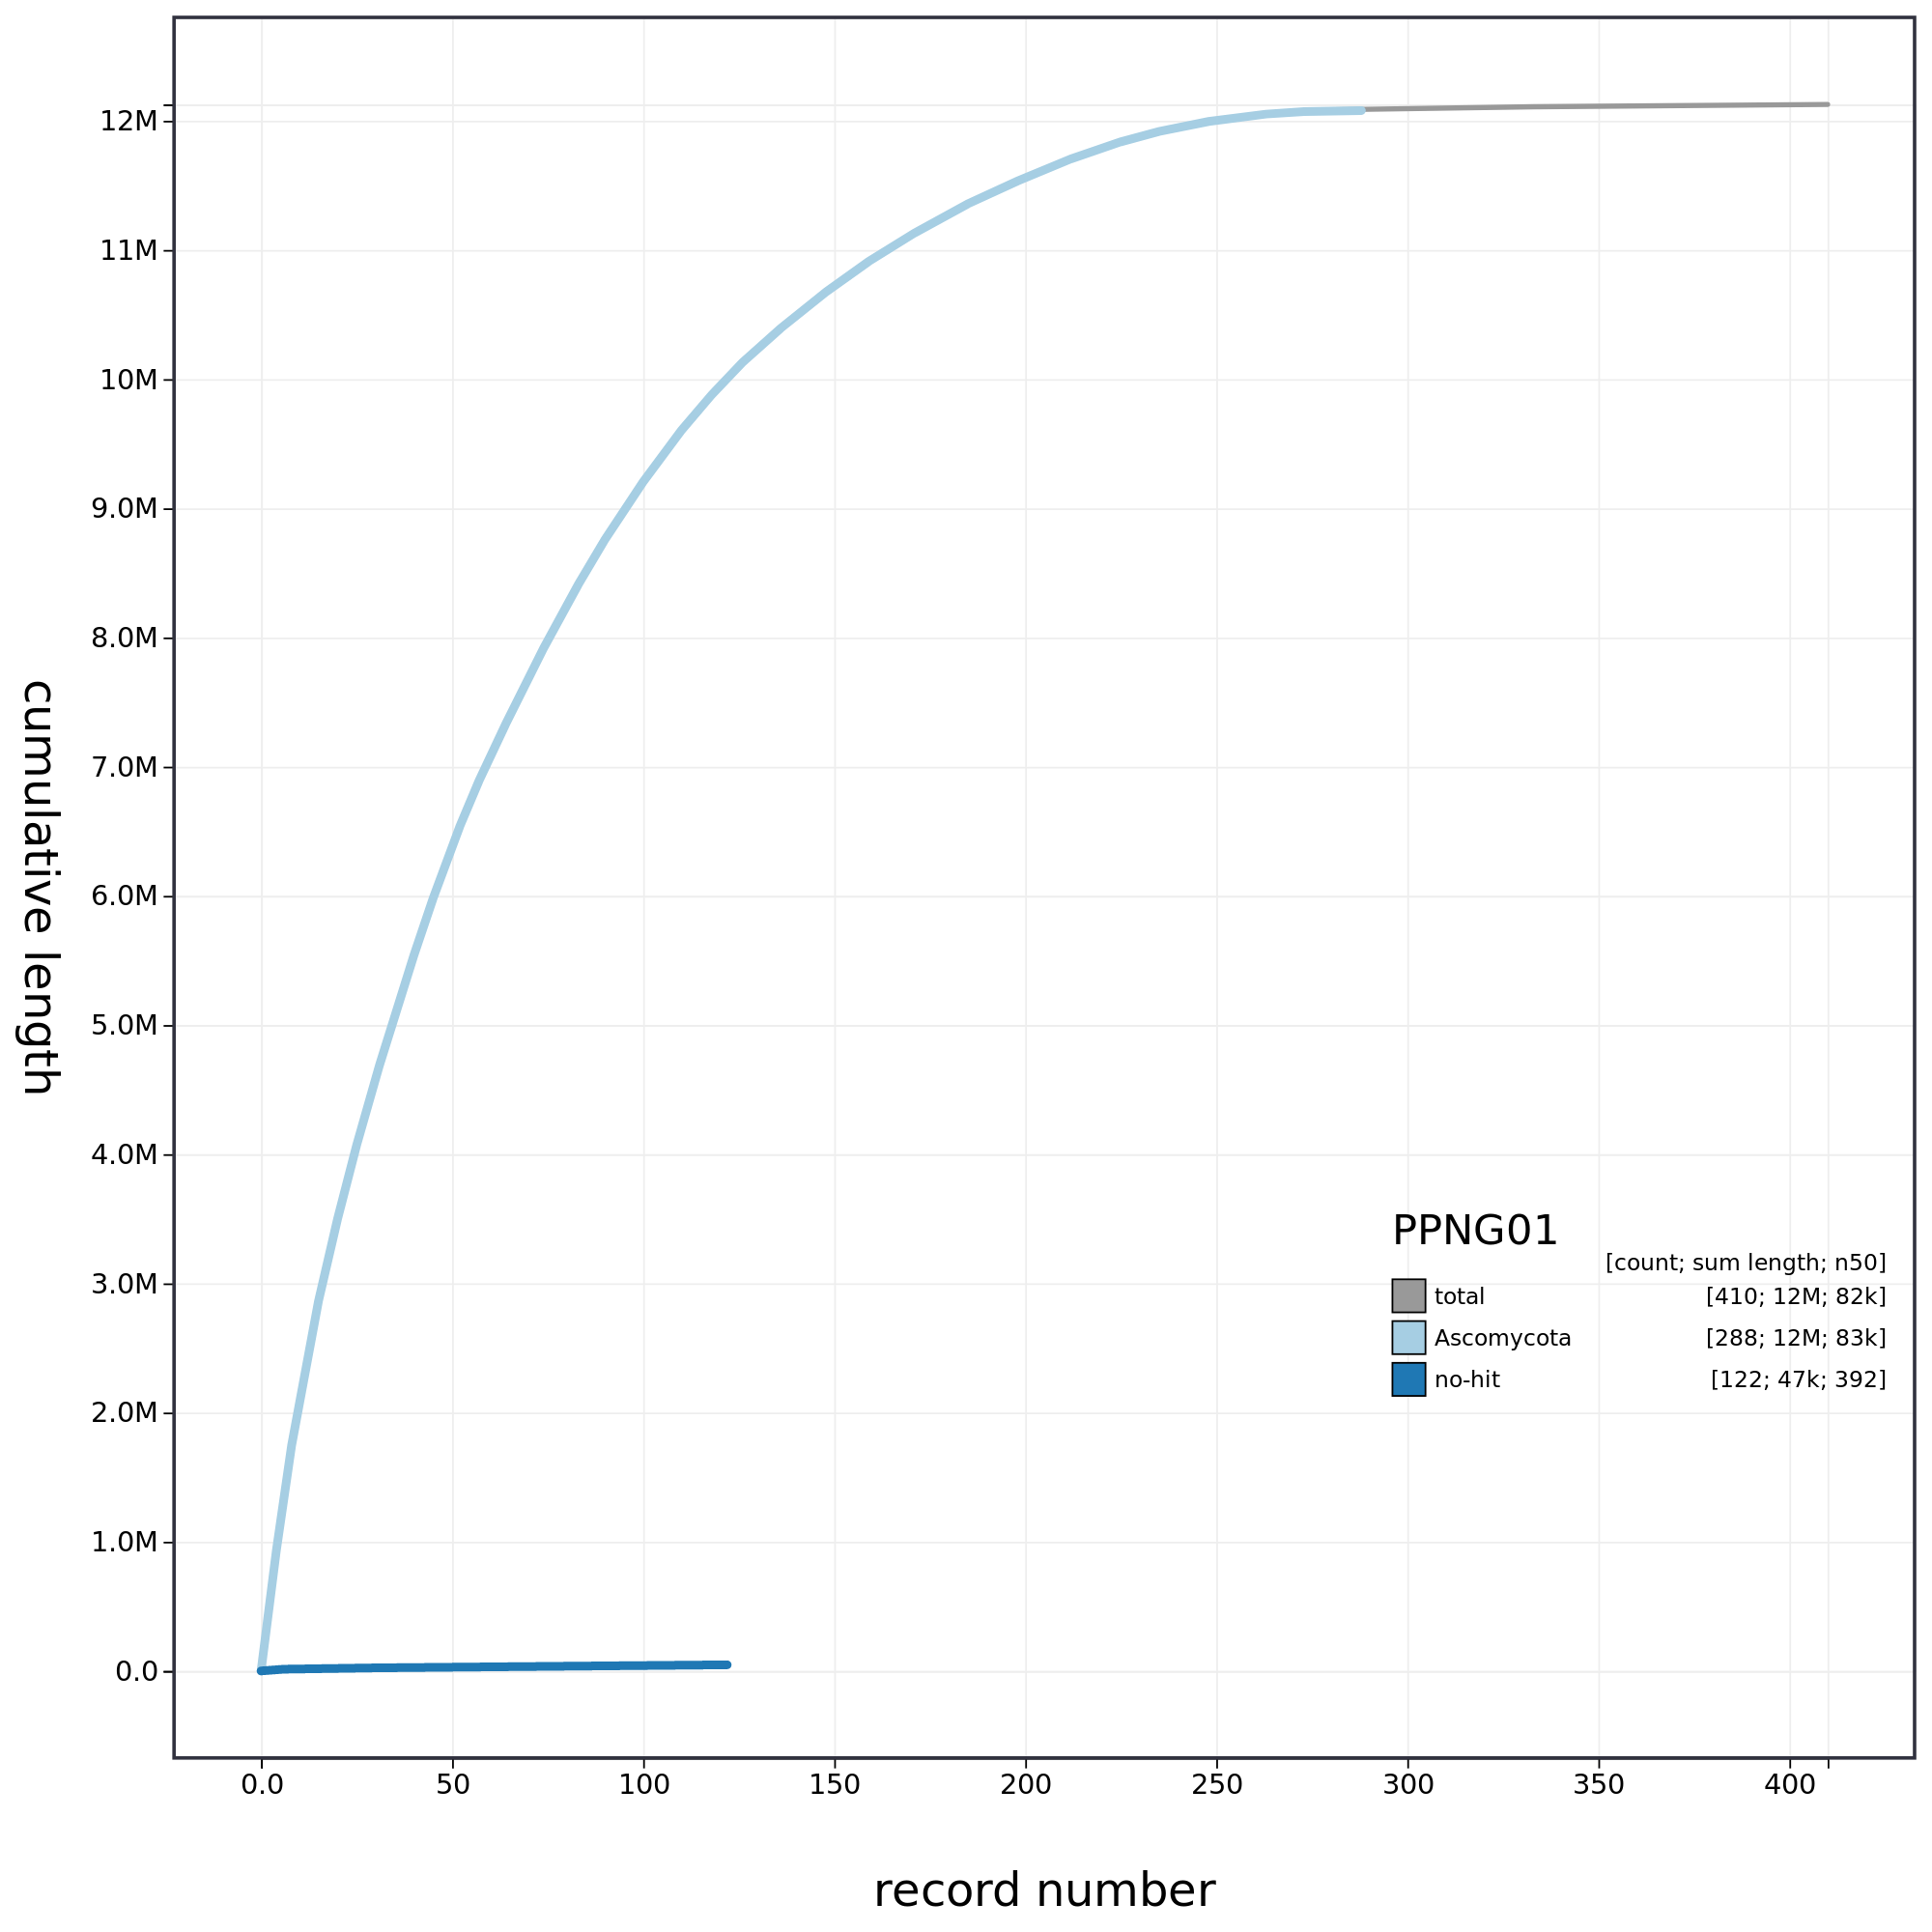 12M
11M
10M
9.0M
8.0M
7.0M
6.0M
5.0M
4.0M
3.0M
2.0M
1.0M
0.0
cumulative length
PPNG01
[count; sum length; n50]
total [410; 12M; 82k]
Ascomycota [288; 12M; 83k]
no-hit [122; 47k; 392]
0.0 50 100 150 200 250 300 350 400
record number